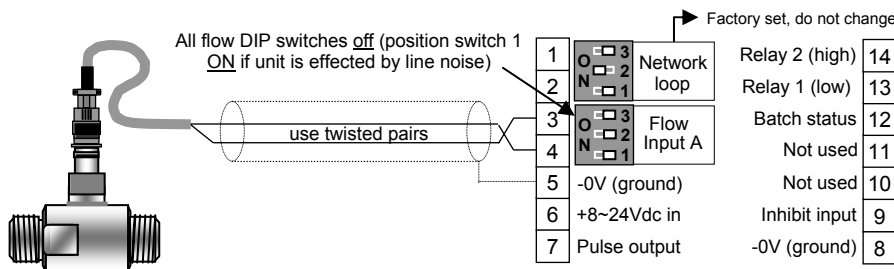 Factory set, do not change
All flow DIP switches off (position switch 1
ON if unit is effected by line noise)
use twisted pairs
1
2
3
4
5 -0V (ground)
6 +8~24Vdc in
7 Pulse output
O
N
3
2
1
Network
loop
O
N
3
2
1
Flow
Input A
Relay 2 (high) 14
Relay 1 (low) 13
Batch status 12
Not used 11
Not used 10
Inhibit input 9
-0V (ground) 8